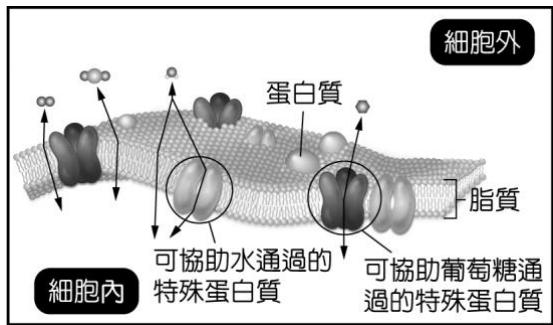 細胞外
蛋白質
脂質
可協助水通過的
特殊蛋白質
可協助葡萄糖通
過的特殊蛋白質
細胞內